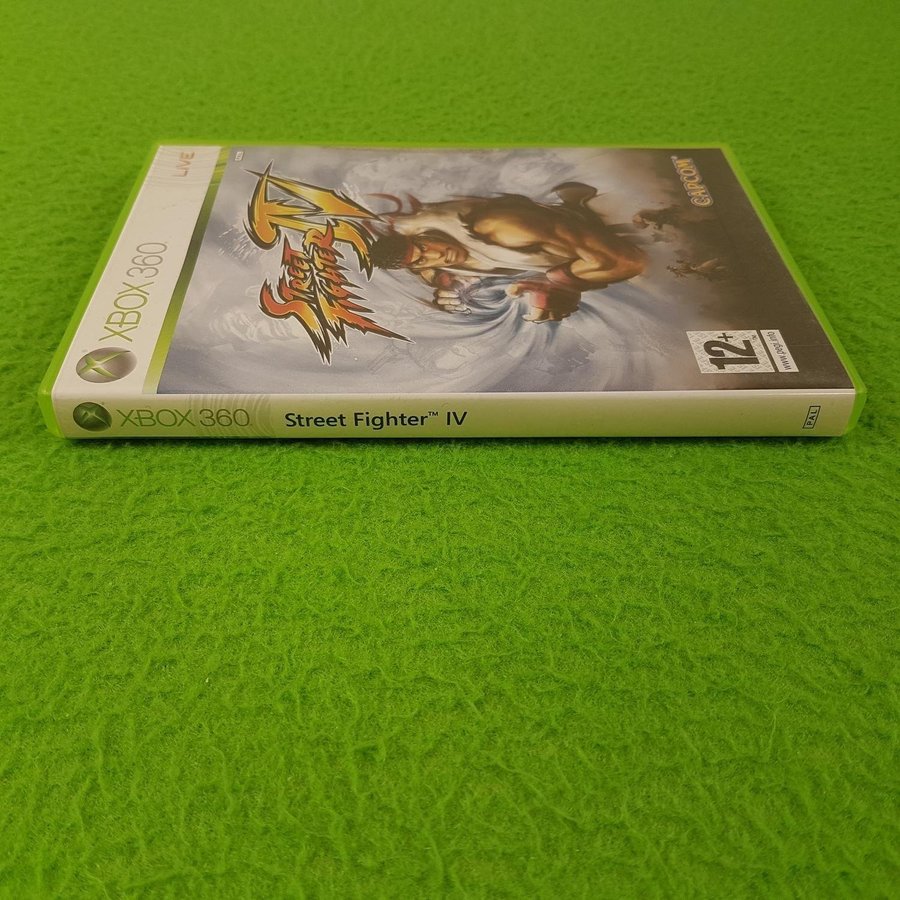 LIVE
XBOX 360
STREET
FIGHTER
IV
CAPCOM
12+
www.pegi.info
XBOX 360
Street Fighter™ IV
PAL